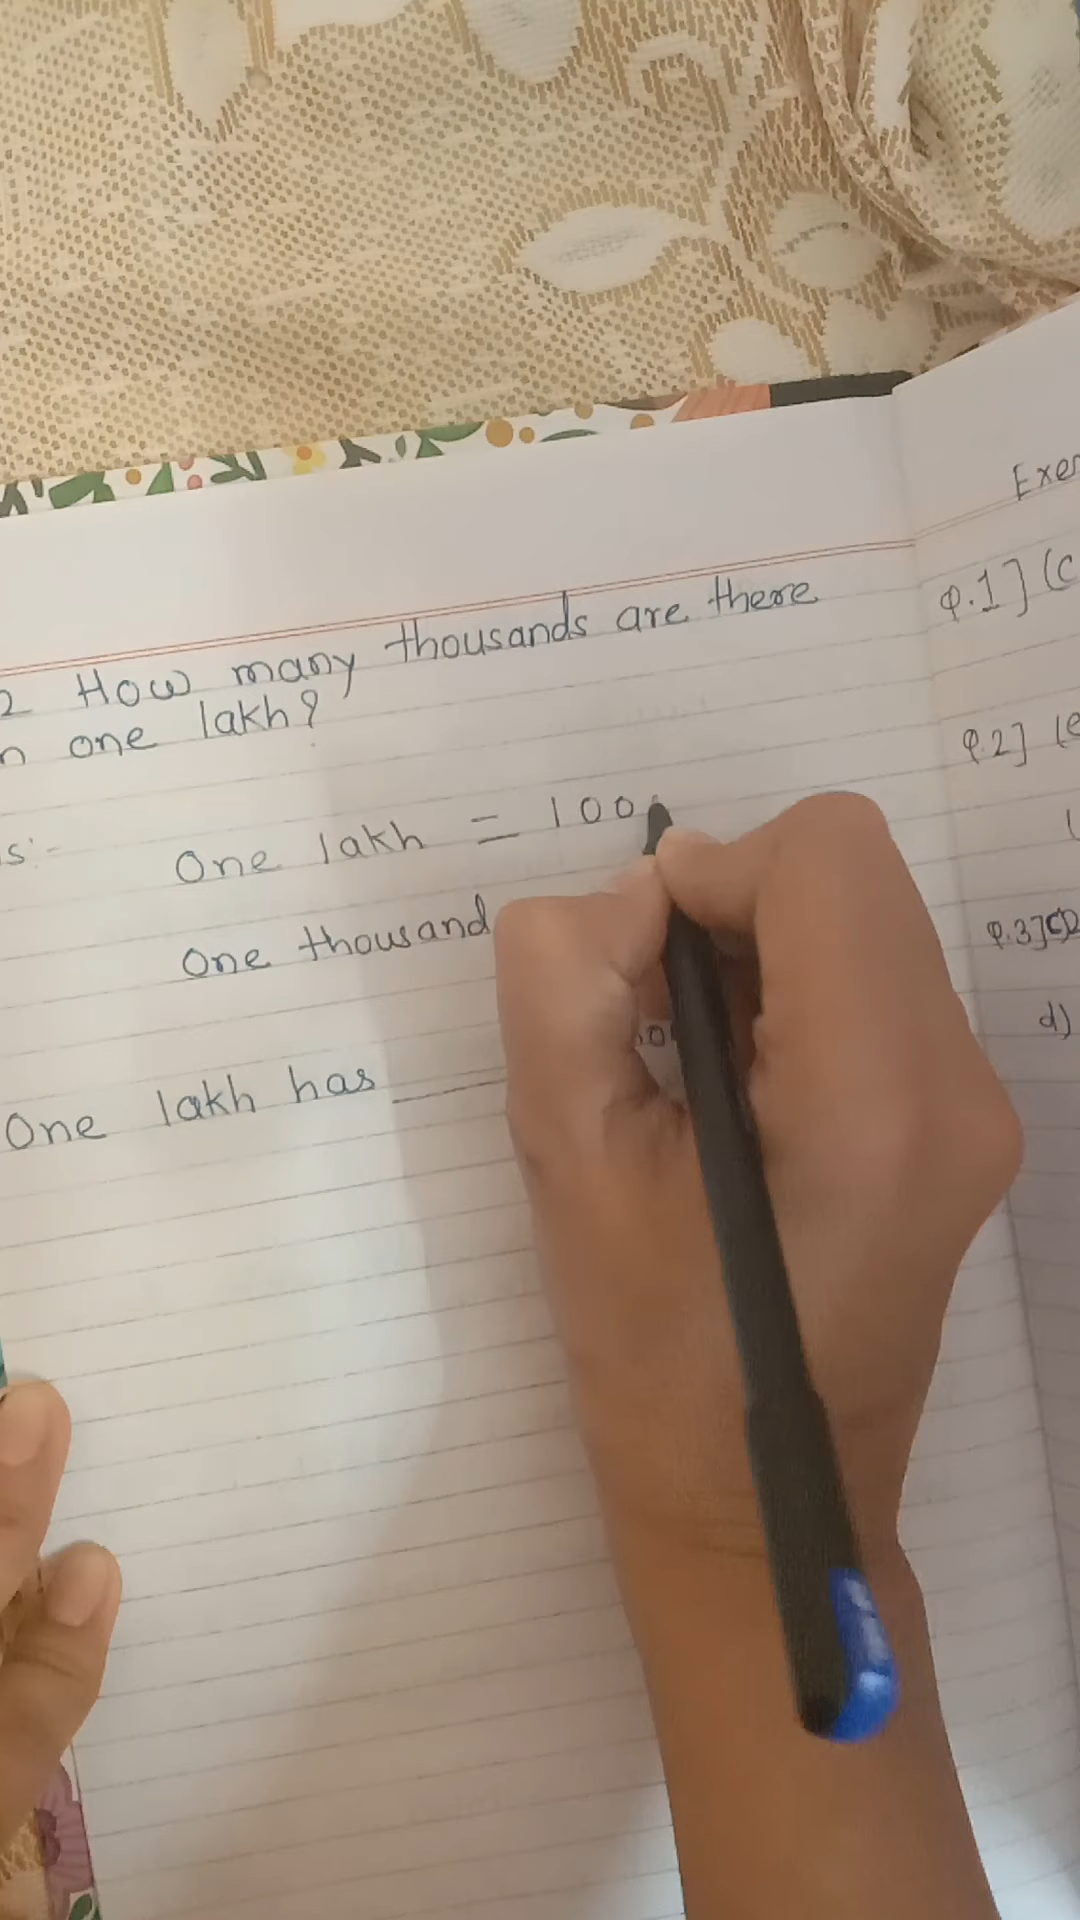 2 How many thousands are there
n one lakh?
s:-
One lakh = 100
One thousand
One lakh has
Exer
Q.1] (c
Q.2] (e
Q.3]
d)